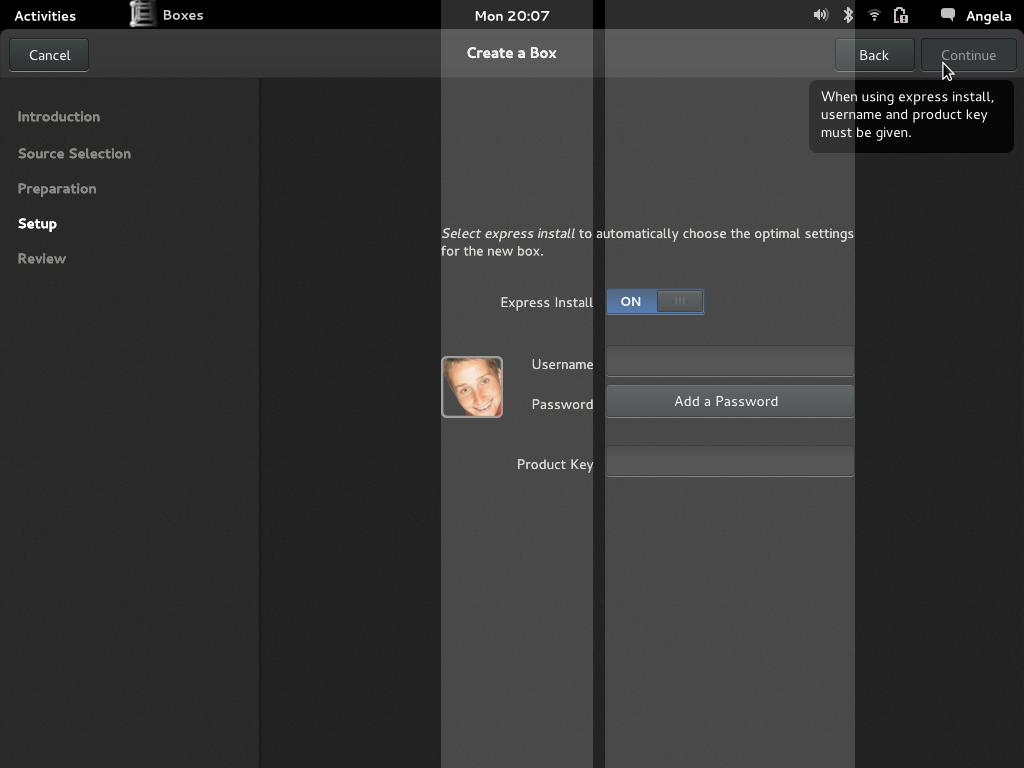 Activities
Boxes
Mon 20:07
Angela
Cancel
Create a Box
Back
Continue
When using express install,
username and product key
must be given.
Introduction
Source Selection
Preparation
Setup
Review
Select express install to automatically choose the optimal settings
for the new box.
Express Install
ON
Username
Password
Add a Password
Product Key